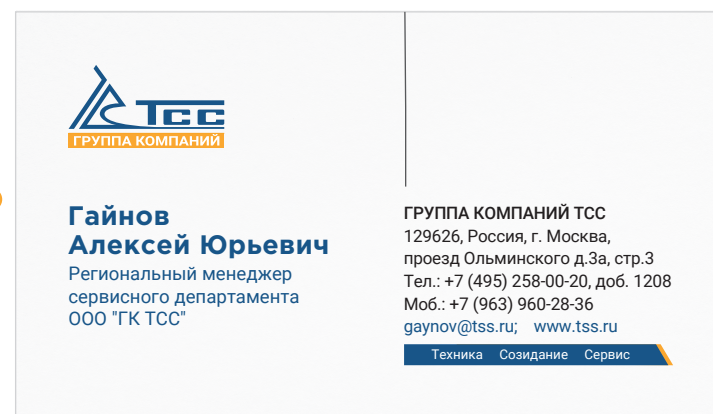 ТСС
ГРУППА КОМПАНИЙ
Гайнов
Алексей Юрьевич
Региональный менеджер
сервисного департамента
ООО "ГК ТСС"
ГРУППА КОМПАНИЙ ТСС
129626, Россия, г. Москва,
проезд Ольминского д.3а, стр.3
Тел.: +7 (495) 258-00-20, доб. 1208
Моб.: +7 (963) 960-28-36
gaynov@tss.ru; www.tss.ru
Техника Созидание Сервис